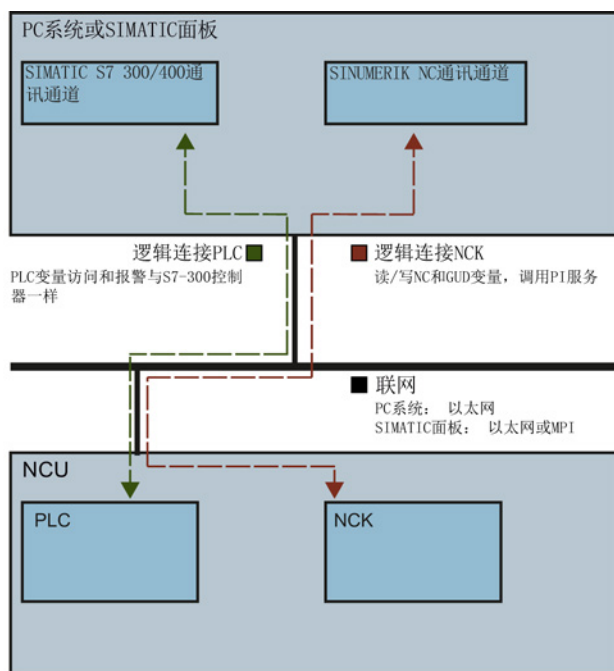 PC系统或SIMATIC面板
SIMATIC S7 300/400通
讯通道
SINUMERIK NC通讯通道
逻辑连接PLC
PLC变量访问和报警与S7-300控制
器一样
逻辑连接NCK
读/写NC和GUD变量，调用PI服务
联网
PC系统： 以太网
SIMATIC面板： 以太网或MPI
NCU
PLC
NCK